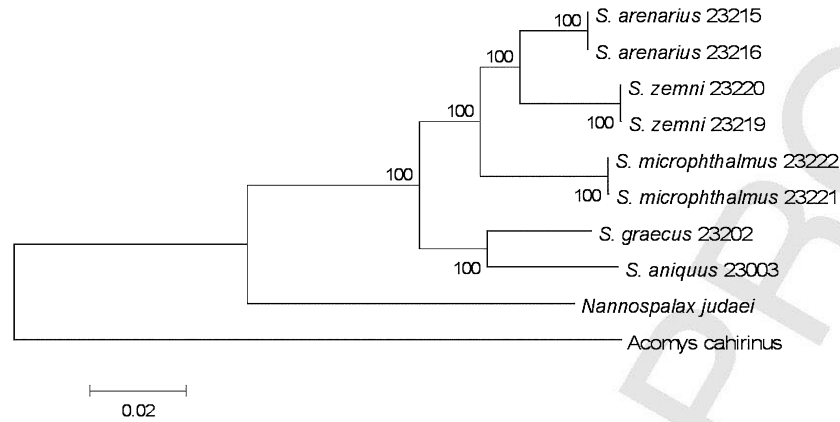 100
S. arenarius 23215
S. arenarius 23216
100
S. zemni 23220
100
S. zemni 23219
100
S. microphthalmus 23222
100
S. microphthalmus 23221
100
S. graecus 23202
100
S. aniquus 23003
Nannospalax judaei
Acomys cahirinus
0.02